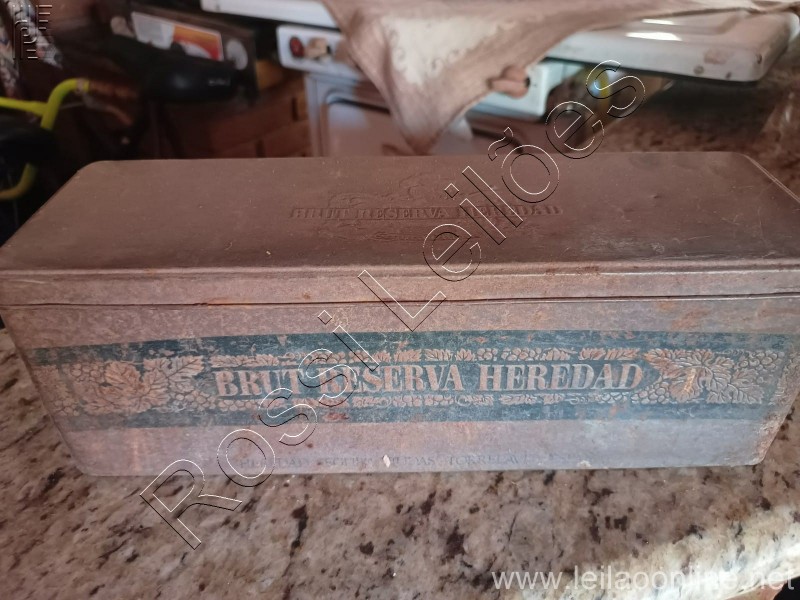 BRUT RESERVA HEREDAD
BRUT RESERVA HEREDAD
Rossi Leilões
www.leilaoonline.net